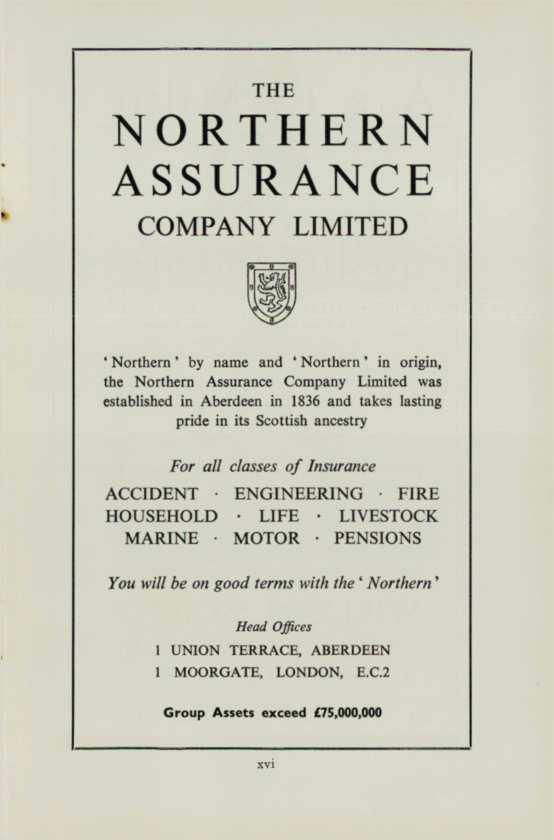 THE
NORTHERN
ASSURANCE
COMPANY LIMITED
‘ Northern ’ by name and ‘ Northern ’ in origin,
the Northern Assurance Company Limited was
established in Aberdeen in 1836 and takes lasting
pride in its Scottish ancestry
For all classes of Insurance
ACCIDENT · ENGINEERING · FIRE
HOUSEHOLD · LIFE · LIVESTOCK
MARINE · MOTOR · PENSIONS
You will be on good terms with the ‘ Northern ’
Head Offices
1 UNION TERRACE, ABERDEEN
1 MOORGATE, LONDON, E.C.2
Group Assets exceed £75,000,000
xvi